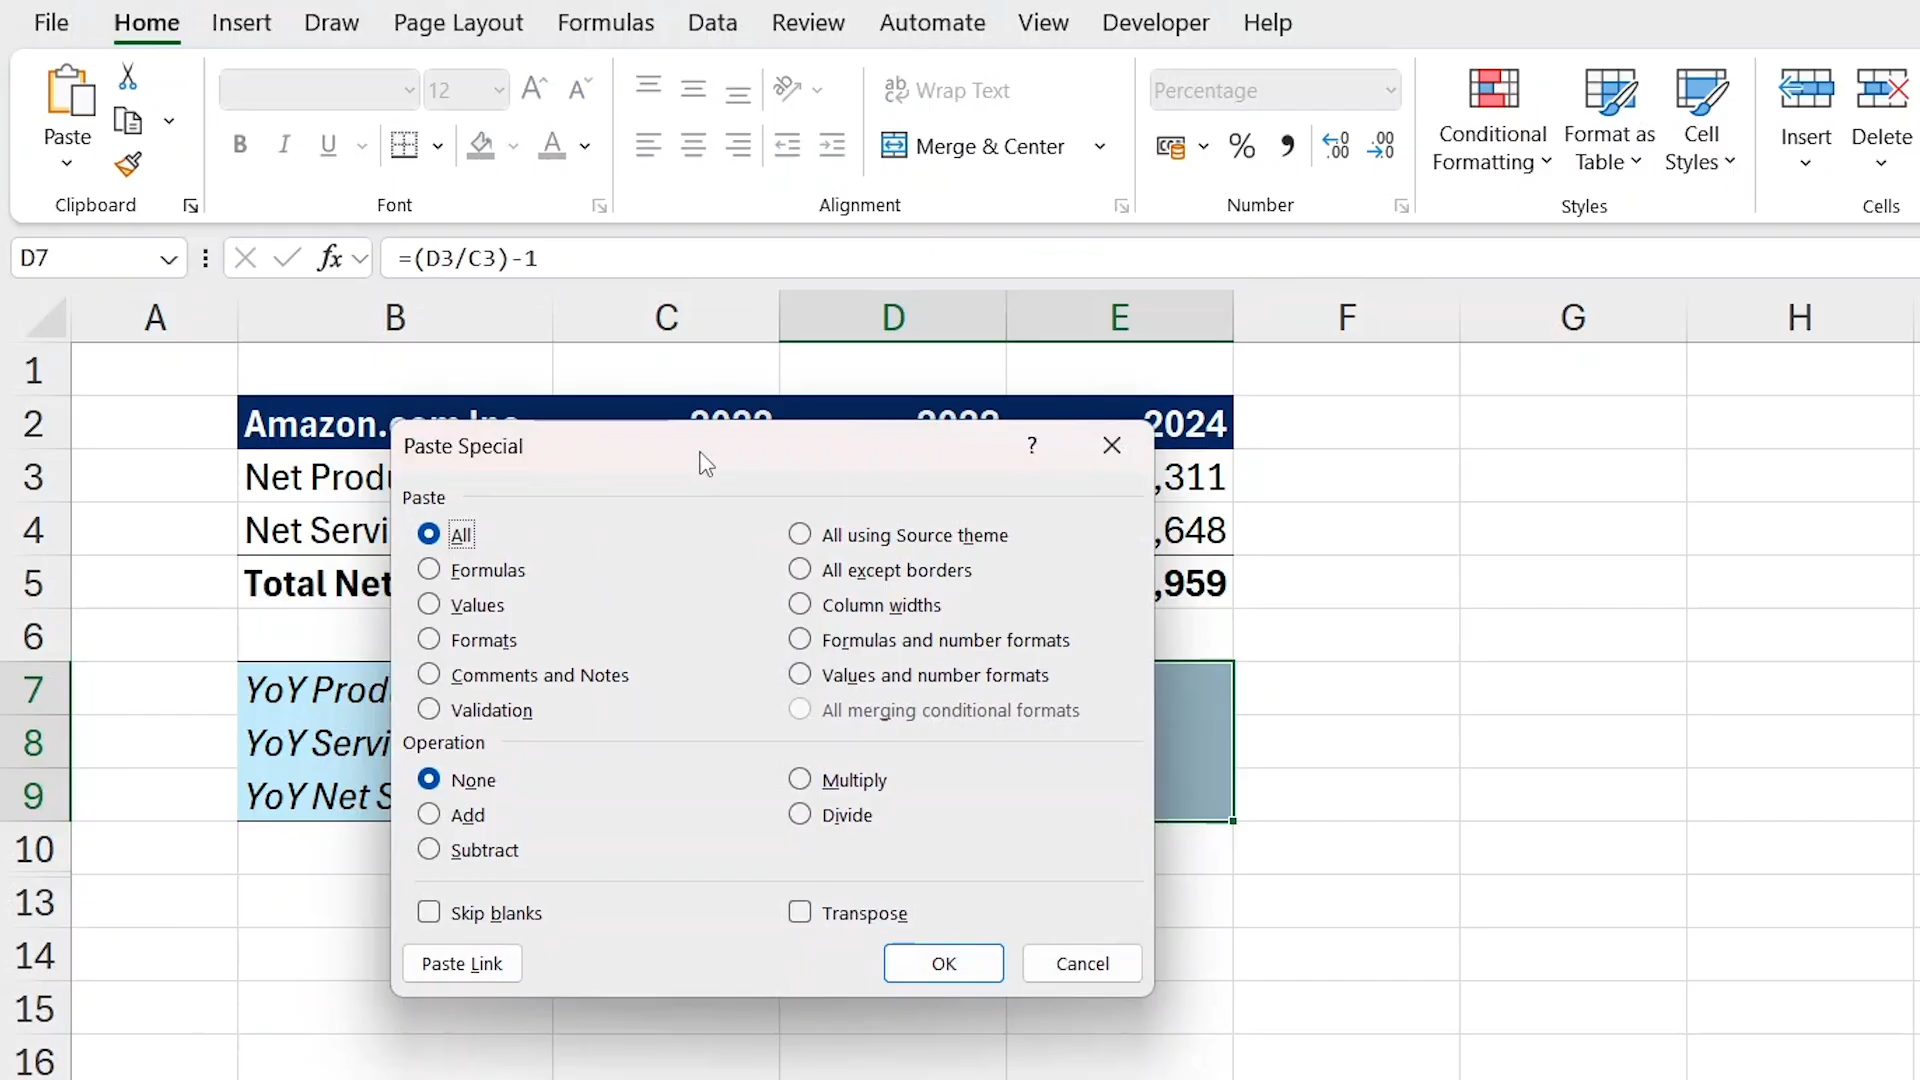 File Home Insert Draw Page Layout Formulas Data Review Automate View Developer Help
Paste
Clipboard
12
B I U
A
Font
ab Wrap Text
Merge & Center
Alignment
Percentage
%
Number
Conditional Formatting
Format as Table
Cell Styles
Styles
Insert
Delete
Cells
D7
fx
=(D3/C3)-1
A B C D E F G H
1
2 Amazon. 2024
3 Net Produ ,311
4 Net Servi ,648
5 Total Net ,959
6
7 YoY Prod
8 YoY Servi
9 YoY Net S
10
13
14
15
16
Paste Special ?
Paste
All
All using Source theme
Formulas
All except borders
Values
Column widths
Formats
Formulas and number formats
Comments and Notes
Values and number formats
Validation
All merging conditional formats
Operation
None
Multiply
Add
Divide
Subtract
Skip blanks
Transpose
Paste Link
OK
Cancel